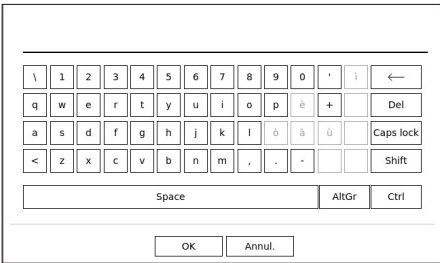 \ 1 2 3 4 5 6 7 8 9 0 ' ì ←
q w e r t y u i o p è + Del
a s d f g h j k l ò à ù Caps lock
< z x c v b n m , . - Shift
Space AltGr Ctrl
OK Annul.